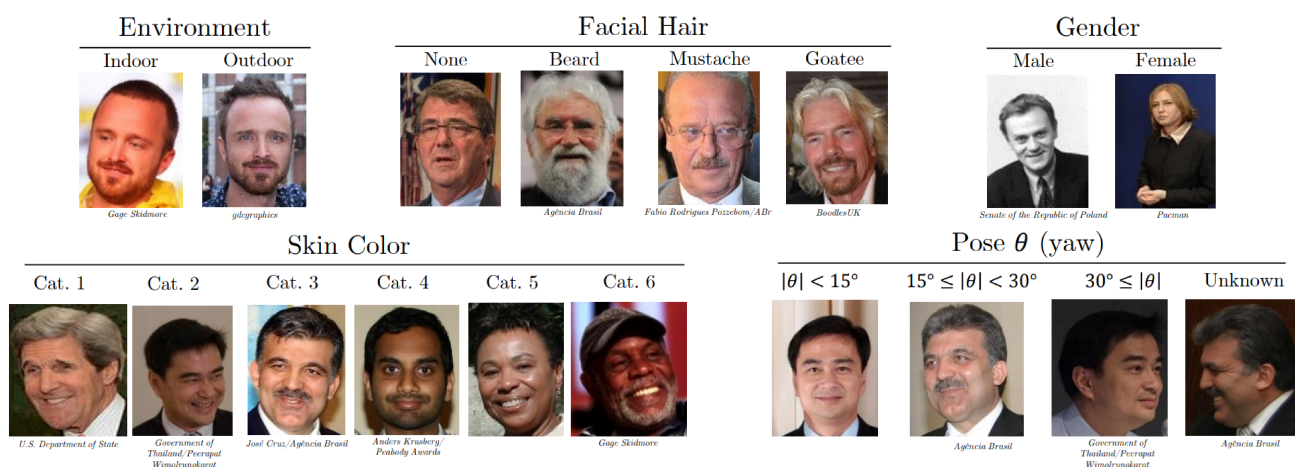 Environment
Indoor Outdoor
Gage Skidmore gdcgraphics
Facial Hair
None Beard Mustache Goatee
Agência Brasil Fabio Rodrigues Pozzebom/ABr BoodlesUK
Gender
Male Female
Senate of the Republic of Poland Pacman
Skin Color
Cat. 1 Cat. 2 Cat. 3 Cat. 4 Cat. 5 Cat. 6
U.S. Department of State Government of José Cruz/Agência Brasil Anders Krusberg/ Gage Skidmore
Thailand/Peerapat Peabody Awards
Wimolrungkarat
Pose θ (yaw)
|θ| < 15° 15° ≤ |θ| < 30° 30° ≤ |θ| Unknown
Agência Brasil Government of Agência Brasil
Thailand/Peerapat
Wimolrungkarat